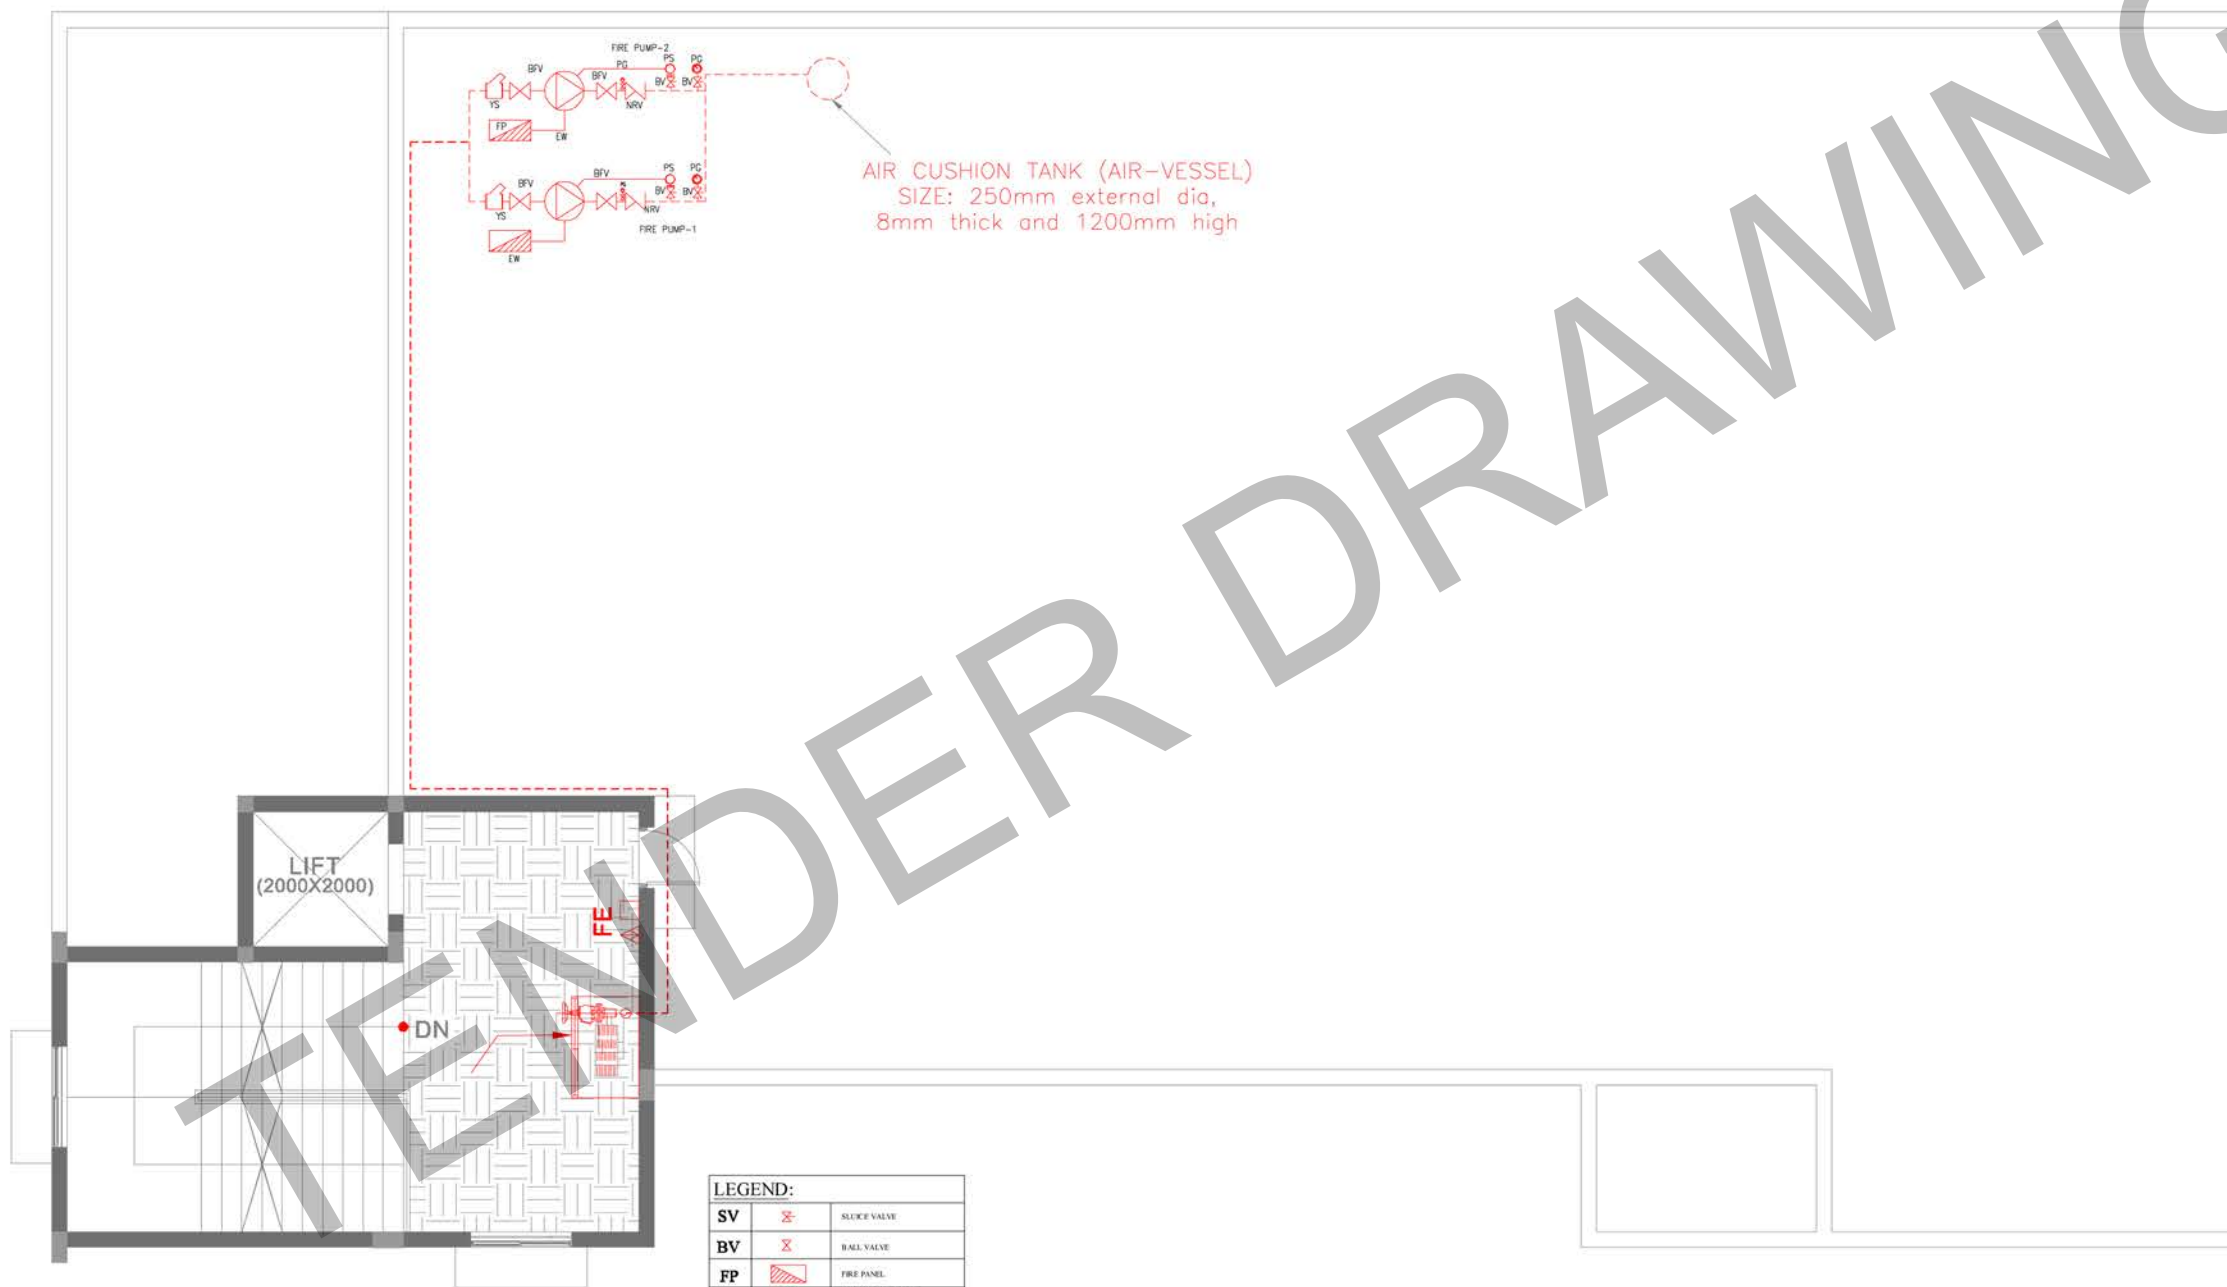 FIRE PUMP-2
PS
PG
BFV
PG
BFV
BV
BV
YS
NRV
FP
EW
PS
PG
BFV
BFV
BV
BV
YS
NRV
FIRE PUMP-1
EW
AIR CUSHION TANK (AIR-VESSEL)
SIZE: 250mm external dia,
8mm thick and 1200mm high
TENDER DRAWING
LIFT
(2000X2000)
FE
DN
LEGEND:
SV SLUICE VALVE
BV BALL VALVE
FP FIRE PANEL